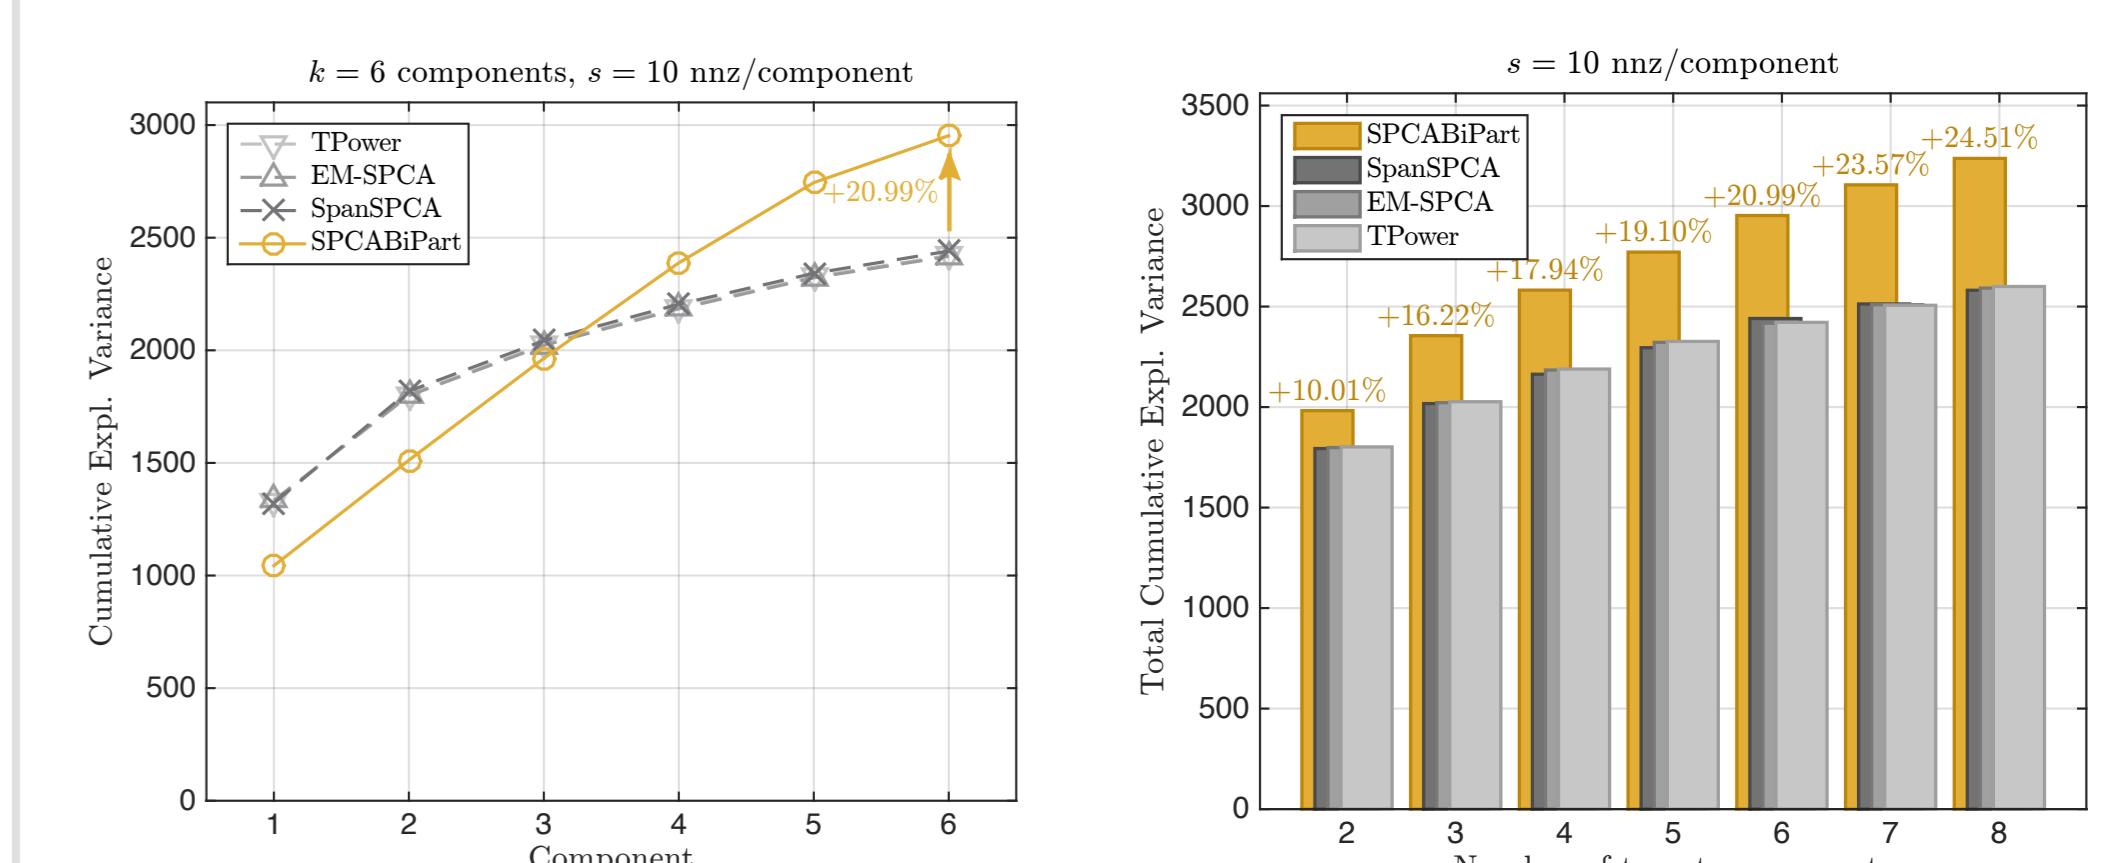 k = 6 components, s = 10 nnz/component
Cumulative Expl. Variance
3000
2500
2000
1500
1000
500
0
TPower
EM-SPCA
SpanSPCA
SPCABiPart
+20.99%
1 2 3 4 5 6
Component
s = 10 nnz/component
Total Cumulative Expl. Variance
3500
3000
2500
2000
1500
1000
500
0
SPCABiPart
SpanSPCA
EM-SPCA
TPower
+10.01%
+16.22%
+17.94%
+19.10%
+20.99%
+23.57%
+24.51%
2 3 4 5 6 7 8